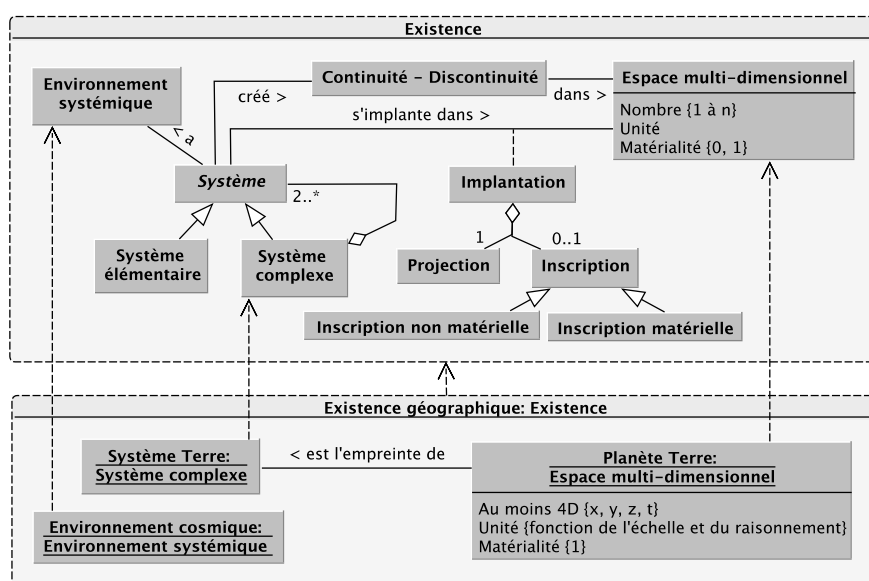 Existence
Environnement
systémique
Continuité – Discontinuité
Espace multi-dimensionnel
Nombre {1 à n}
Unité
Matérialité {0, 1}
créé >
dans >
s'implante dans >
< a
Système
2..*
Implantation
Système
élémentaire
Système
complexe
1
0..1
Projection
Inscription
Inscription non matérielle
Inscription matérielle
Existence géographique: Existence
Système Terre:
Système complexe
< est l'empreinte de
Planète Terre:
Espace multi-dimensionnel
Au moins 4D {x, y, z, t}
Unité {fonction de l'échelle et du raisonnement}
Matérialité {1}
Environnement cosmique:
Environnement systémique